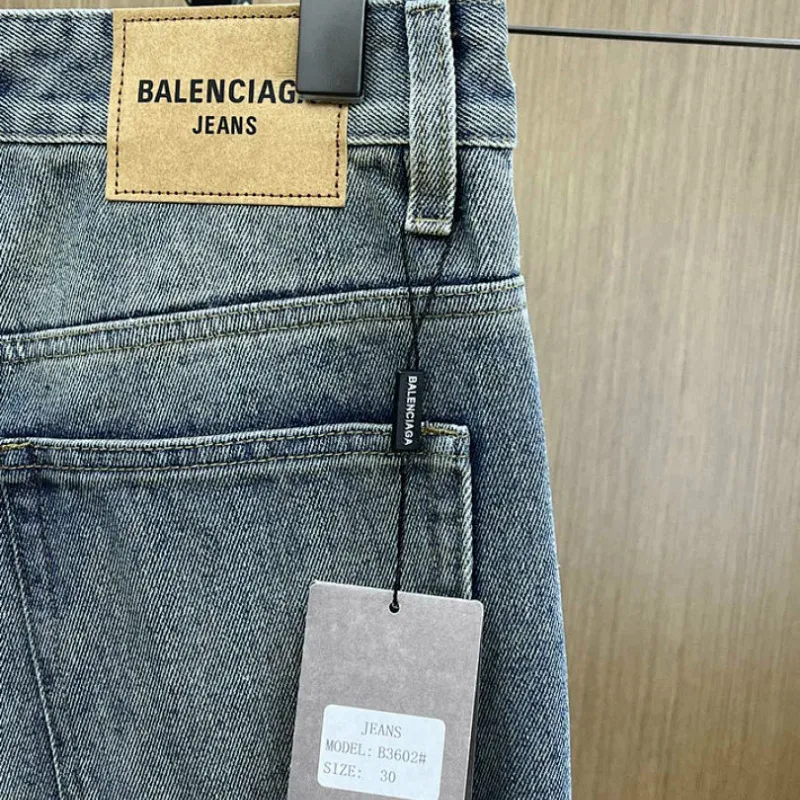 BALENCIAGA
JEANS
BALENCIAGA
JEANS
MODEL: B3602#
SIZE: 30